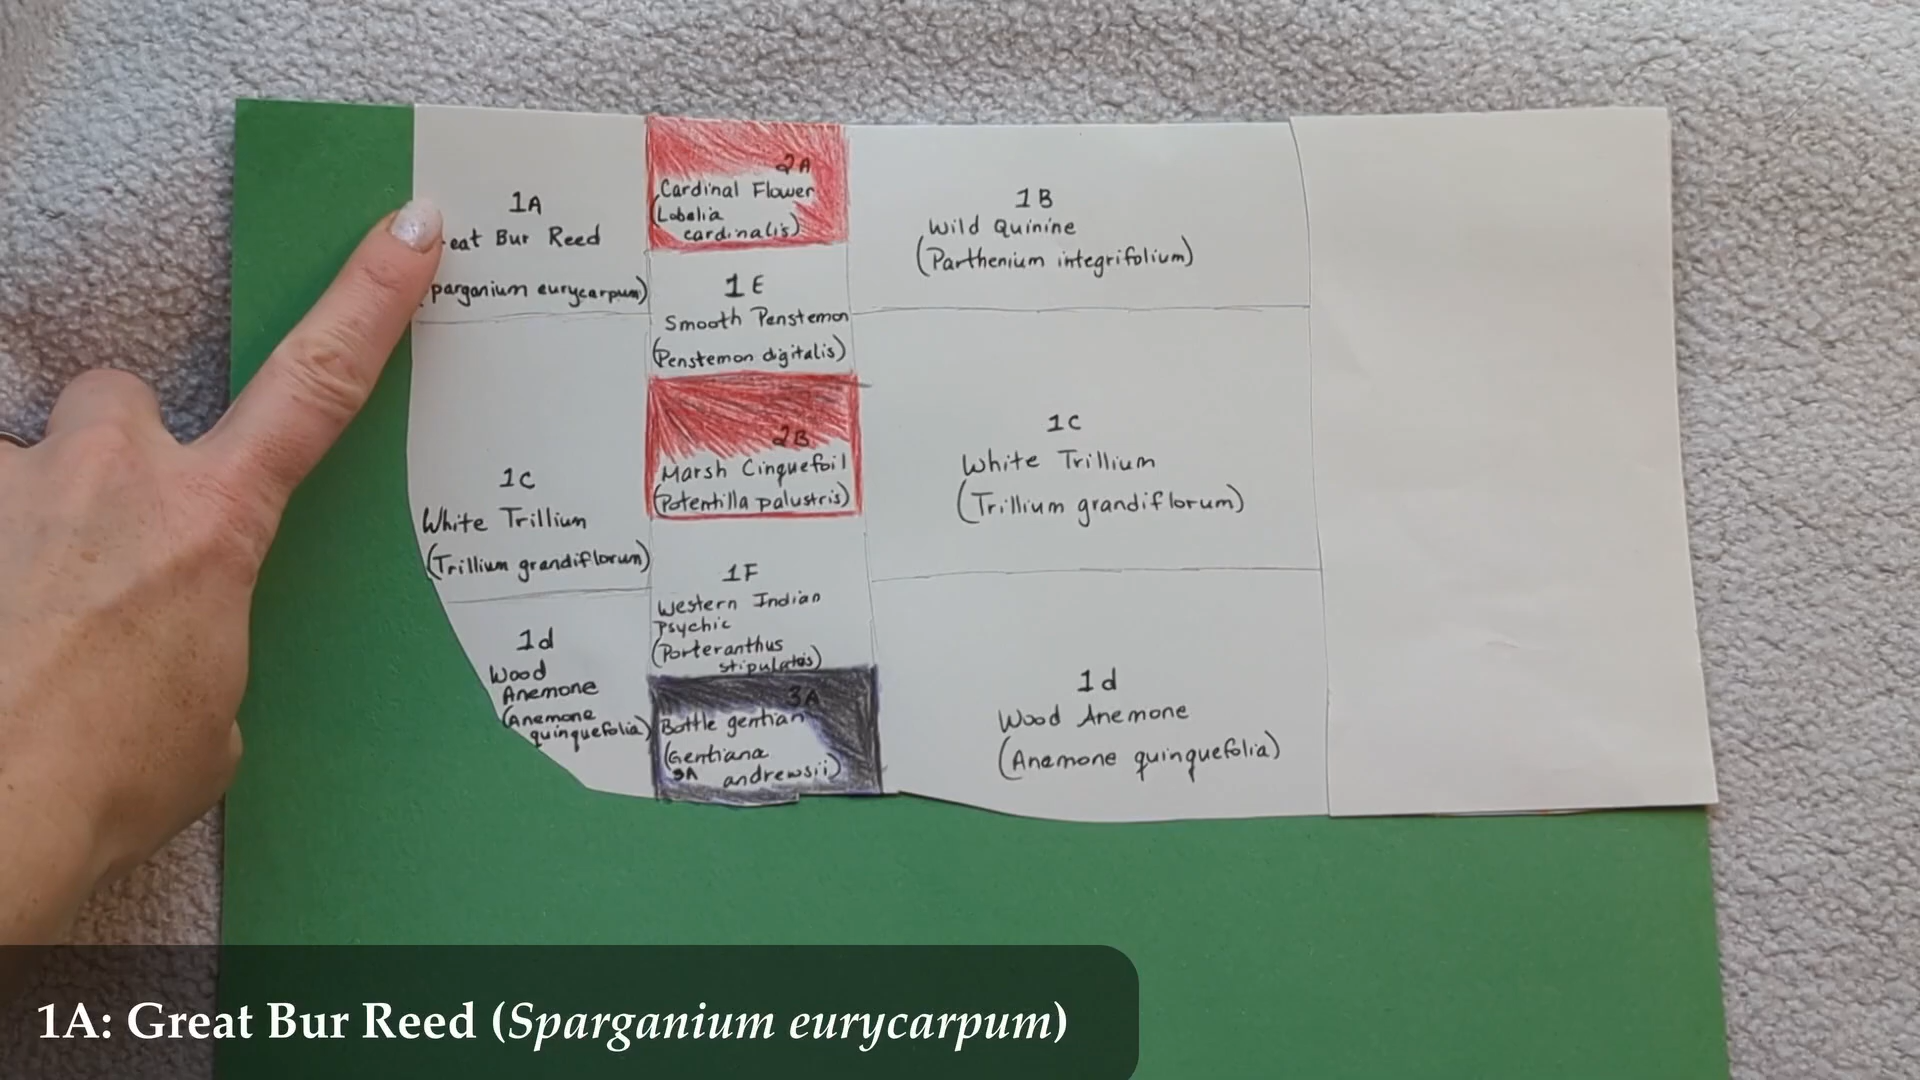 1A
eat Bur Reed
parganium eurycarpum)
1C
White Trillium
(Trillium grandiflorum)
1d
Wood
Anemone
(Anemone
quinquefolia)
2A
Cardinal Flower
(Lobelia
cardinalis)
1E
Smooth Penstemon
(Penstemon digitalis)
2B
Marsh Cinquefoil
(Potentilla palustris)
1F
Western Indian
Psychic
(Porteranthus
stipulatus)
3A
Bottle gentian
(Gentiana
3A andrewsii)
1B
Wild Quinine
(Parthenium integrifolium)
1C
White Trillium
(Trillium grandiflorum)
1d
Wood Anemone
(Anemone quinquefolia)
1A: Great Bur Reed (Sparganium eurycarpum)